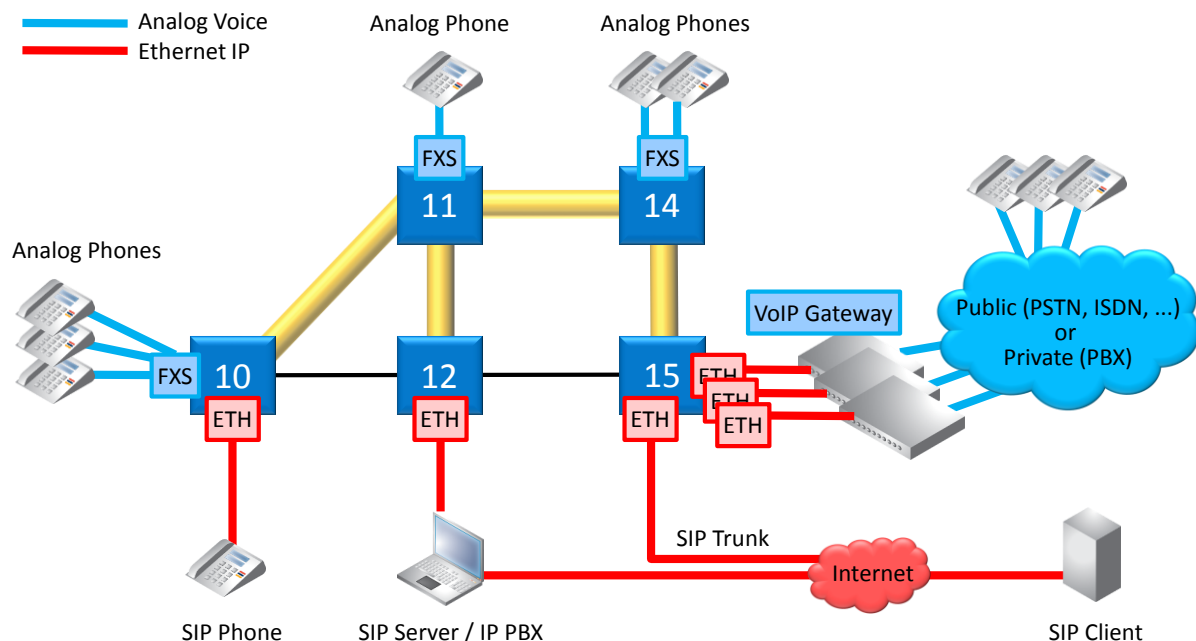 Analog Voice
Ethernet IP
Analog Phone
Analog Phones
FXS
FXS
11
14
Analog Phones
VoIP Gateway
Public (PSTN, ISDN, ...)
or
Private (PBX)
FXS
10
12
15
ETH
ETH
ETH
ETH
ETH
ETH
SIP Trunk
Internet
SIP Phone
SIP Server / IP PBX
SIP Client